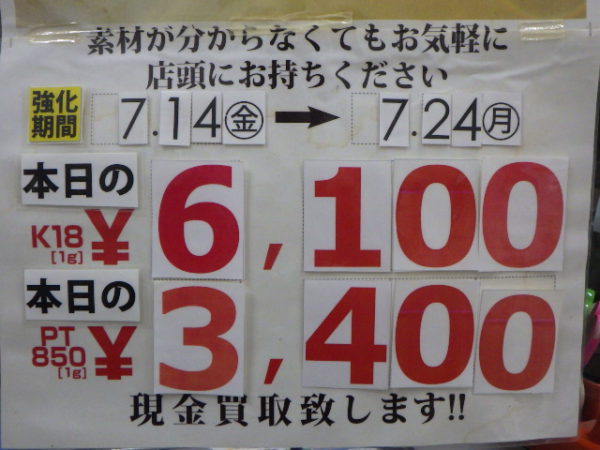 素材が分からなくてもお気軽に
店頭にお持ちください
強化期間 7.14㊎ → 7.24㊊
本日の
K18 [1g] ¥6,100
本日の
PT850 [1g] ¥3,400
現金買取致します!!